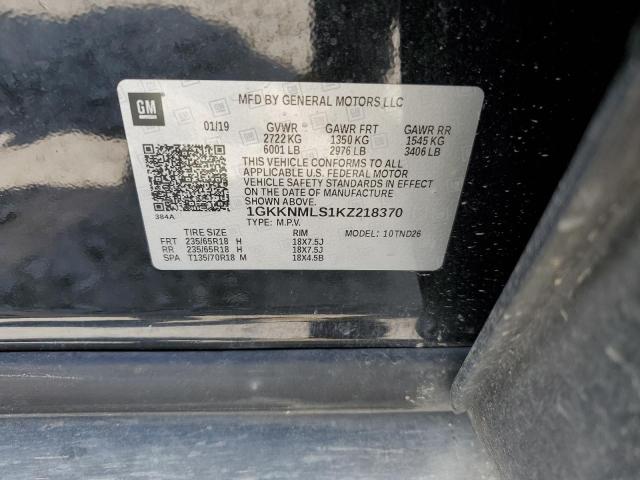 GM
MFD BY GENERAL MOTORS LLC
01/19 GVWR GAWR FRT GAWR RR
2722 KG 1350 KG 1545 KG
6001 LB 2976 LB 3406 LB
THIS VEHICLE CONFORMS TO ALL
APPLICABLE U.S. FEDERAL MOTOR
VEHICLE SAFETY STANDARDS IN EFFECT
ON THE DATE OF MANUFACTURE
SHOWN ABOVE.
384A
1GKKNMLS1KZ218370
TYPE: M.P.V.
TIRE SIZE RIM MODEL: 10TND26
FRT 235/65R18 H 18X7.5J
RR 235/65R18 H 18X7.5J
SPA T135/70R18 M 18X4.5B